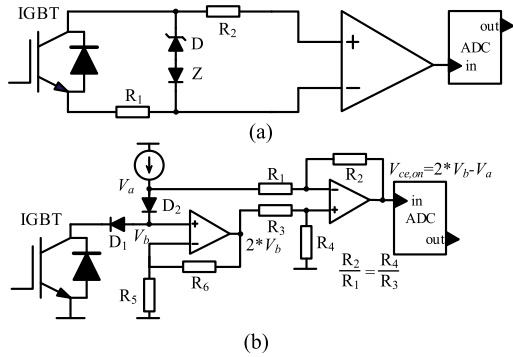 IGBT
R2
D
Z
R1
+
−
out
ADC
in
(a)
Va
D2
R1
R2
Vce,on=2*Vb-Va
−
+
in
ADC
out
IGBT
D1
Vb
+
−
R3
2*Vb
R4
R2/R1 = R4/R3
R6
R5
(b)